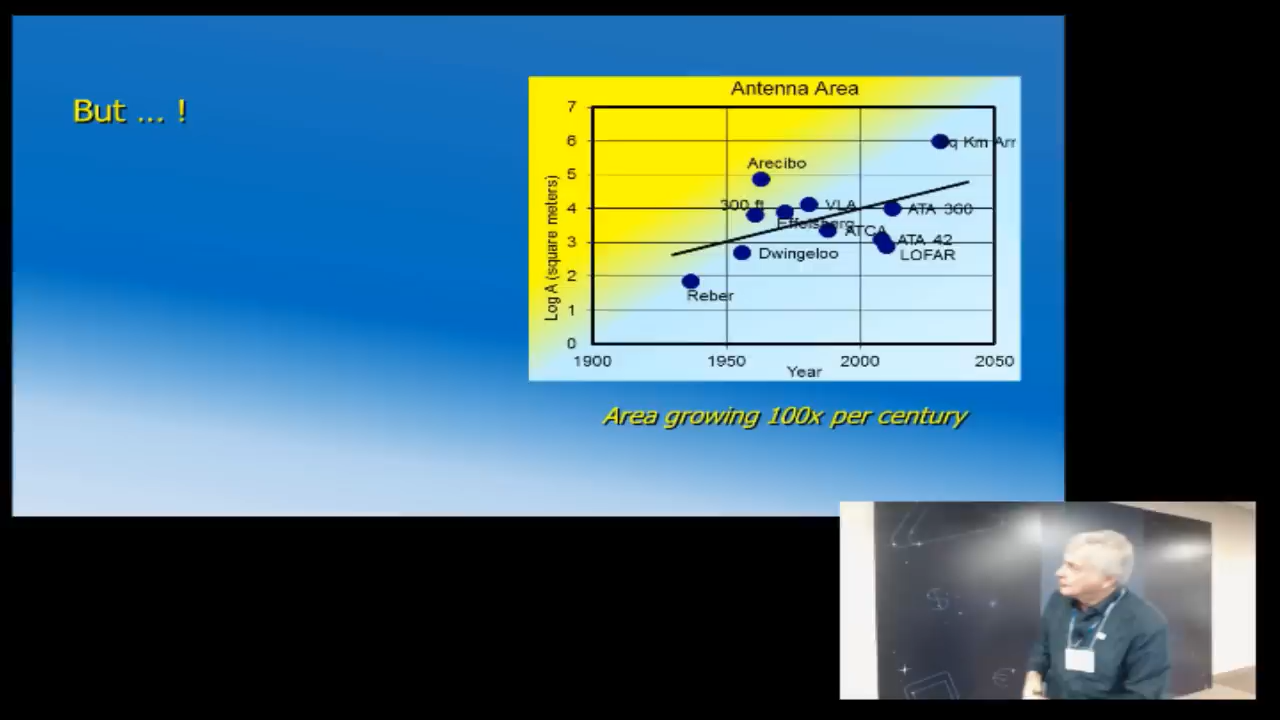 But ... !
Antenna Area
7
6
5
4
3
2
1
0
Log A (square meters)
q Km Arr
Arecibo
300 ft
VLA
ATA 360
Effelsberg
ATCA
ATA 42
Dwingeloo
LOFAR
Reber
1900 1950 2000 2050
Year
Area growing 100x per century